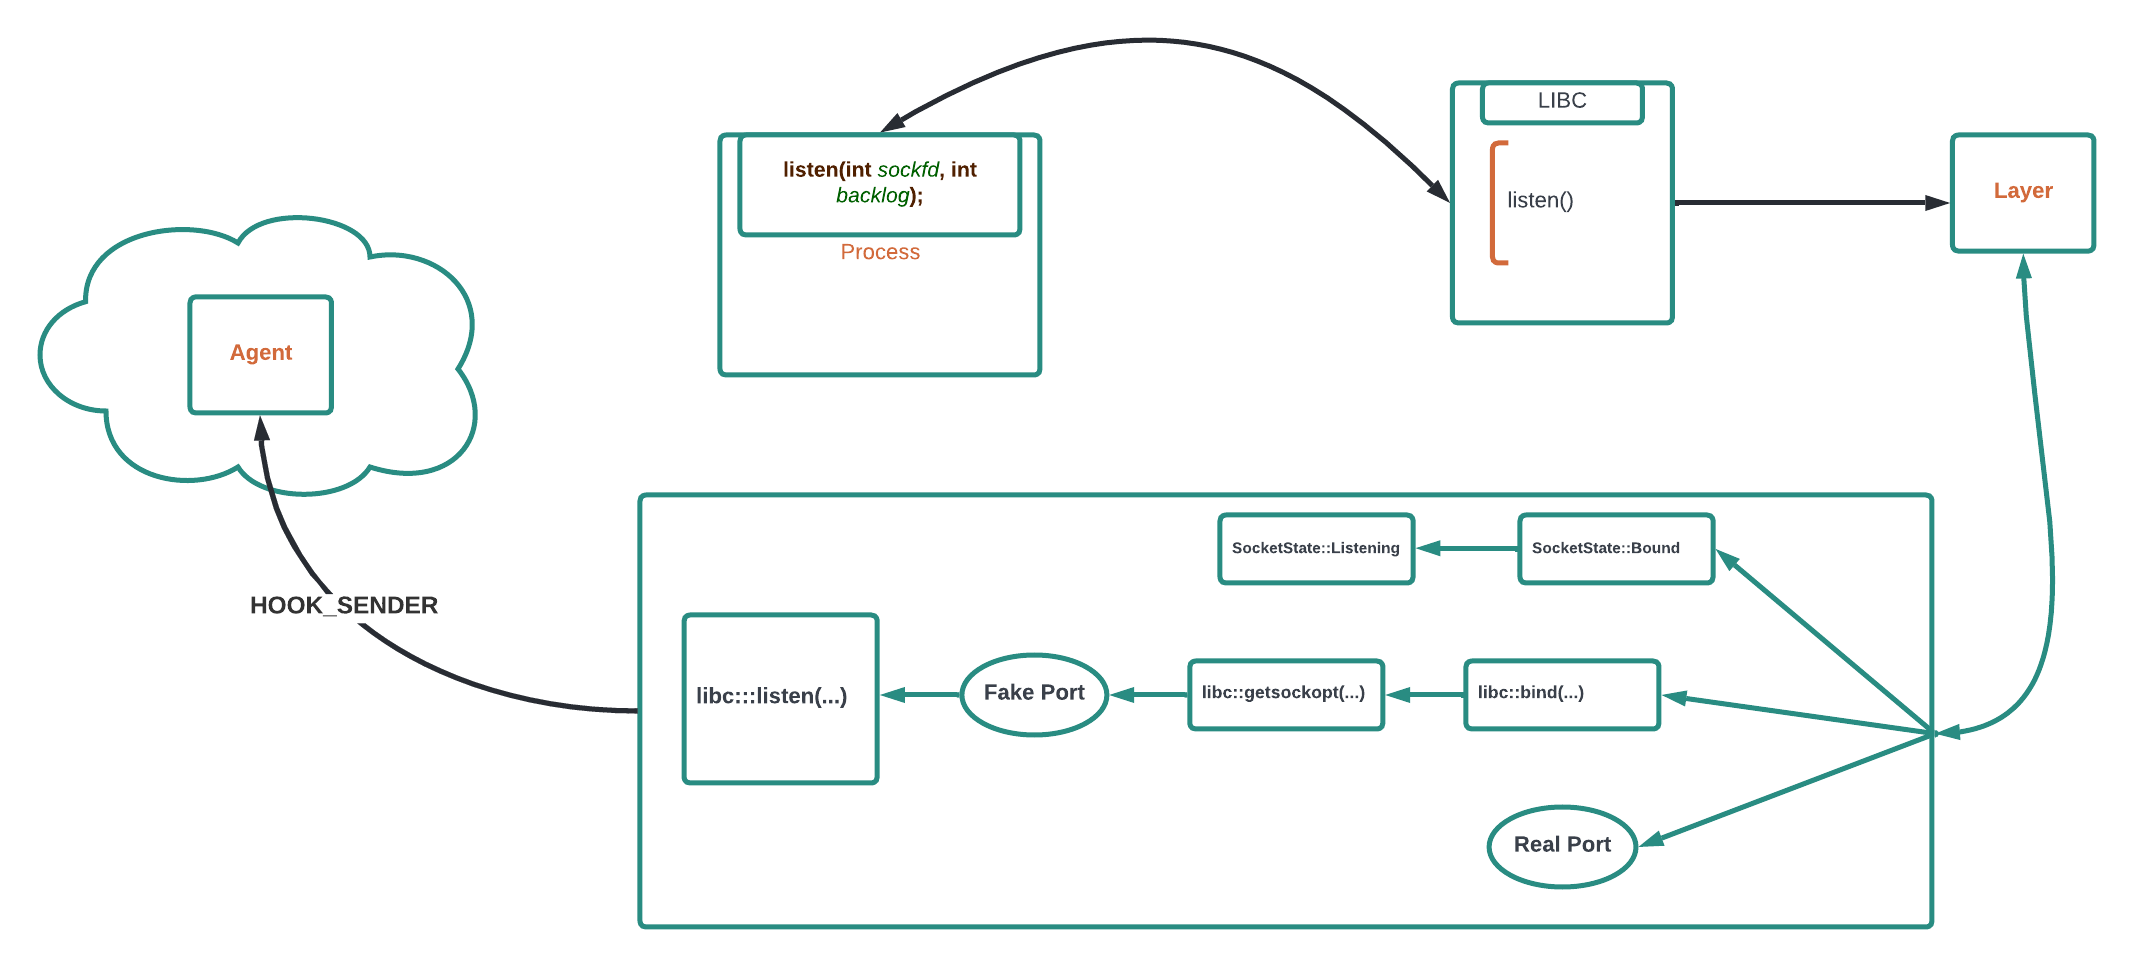 LIBC
listen(int sockfd, int
backlog);
Process
listen()
Layer
Agent
HOOK_SENDER
SocketState::Listening
SocketState::Bound
libc:::listen(...)
Fake Port
libc::getsockopt(...)
libc::bind(...)
Real Port